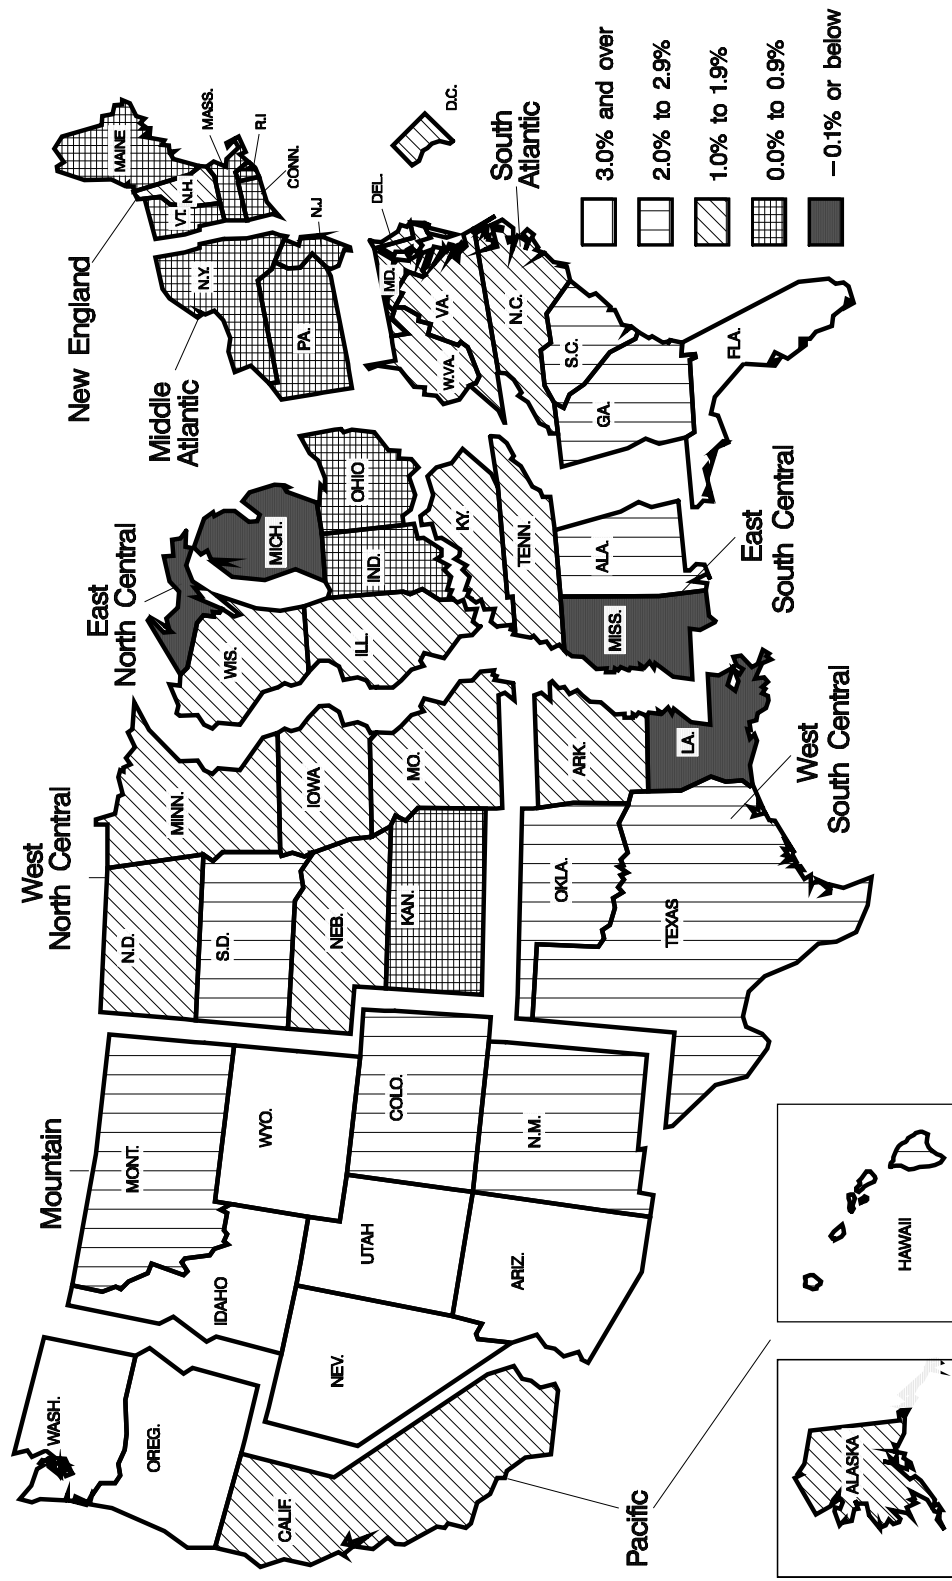 Pacific
Mountain
West
North Central
East
North Central
Middle
Atlantic
New England
WASH.
OREG.
CALIF.
NEV.
IDAHO
UTAH
ARIZ.
MONT.
WYO.
COLO.
N.M.
N.D.
S.D.
NEB.
KAN.
MINN.
IOWA
MO.
OKLA.
TEXAS
ARK.
LA.
WIS.
ILL.
MICH.
IND.
OHIO
KY.
TENN.
MISS.
ALA.
GA.
FLA.
S.C.
N.C.
VA.
W.VA.
MD.
DEL.
D.C.
PA.
N.Y.
N.J
VT.
N.H.
MAINE
MASS.
R.I
CONN.
ALASKA
HAWAII
West
South Central
East
South Central
South
Atlantic
3.0% and over
2.0% to 2.9%
1.0% to 1.9%
0.0% to 0.9%
−0.1% or below